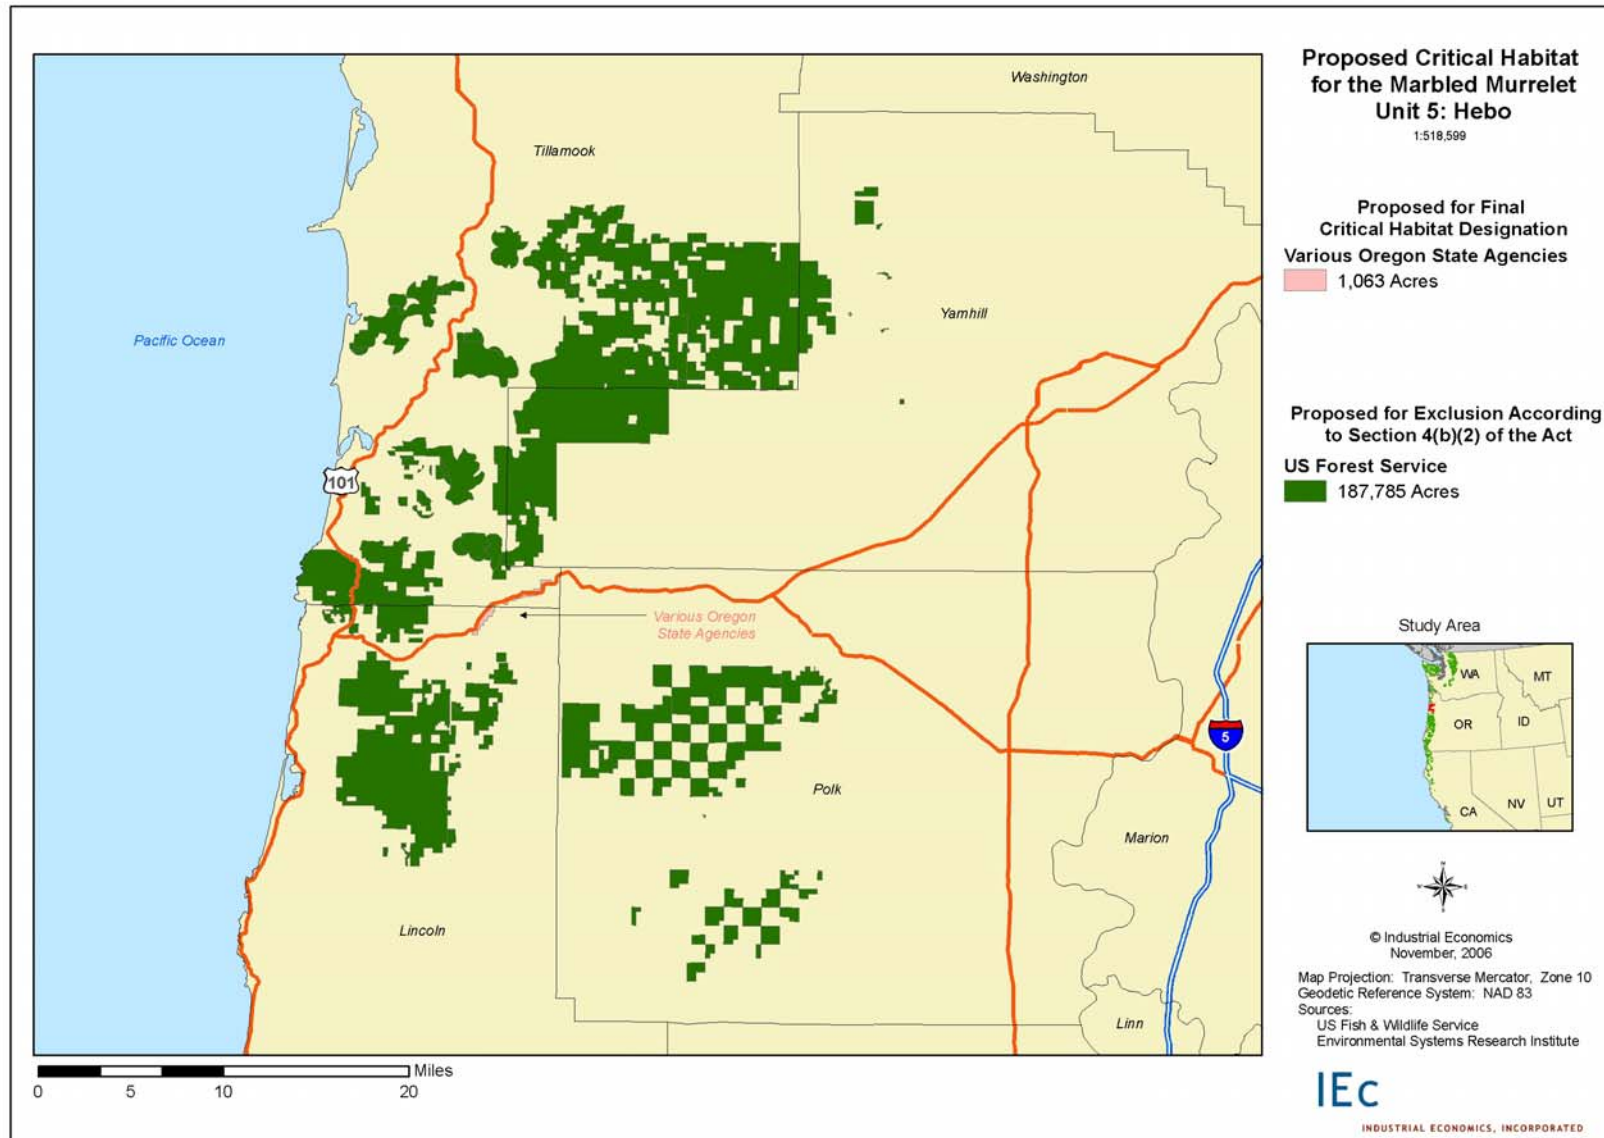 Proposed Critical Habitat
for the Marbled Murrelet
Unit 5: Hebo
1:518,599
Proposed for Final
Critical Habitat Designation
Various Oregon State Agencies
1,063 Acres
Proposed for Exclusion According
to Section 4(b)(2) of the Act
US Forest Service
187,785 Acres
Washington
Tillamook
Yamhill
Pacific Ocean
101
Various Oregon
State Agencies
5
Polk
Marion
Lincoln
Linn
Miles
0
5
10
20
Study Area
WA
MT
OR
ID
CA
NV
UT
N
W
E
S
© Industrial Economics
November, 2006
Map Projection: Transverse Mercator, Zone 10
Geodetic Reference System: NAD 83
Sources:
US Fish & Wildlife Service
Environmental Systems Research Institute
IEc
INDUSTRIAL ECONOMICS, INCORPORATED